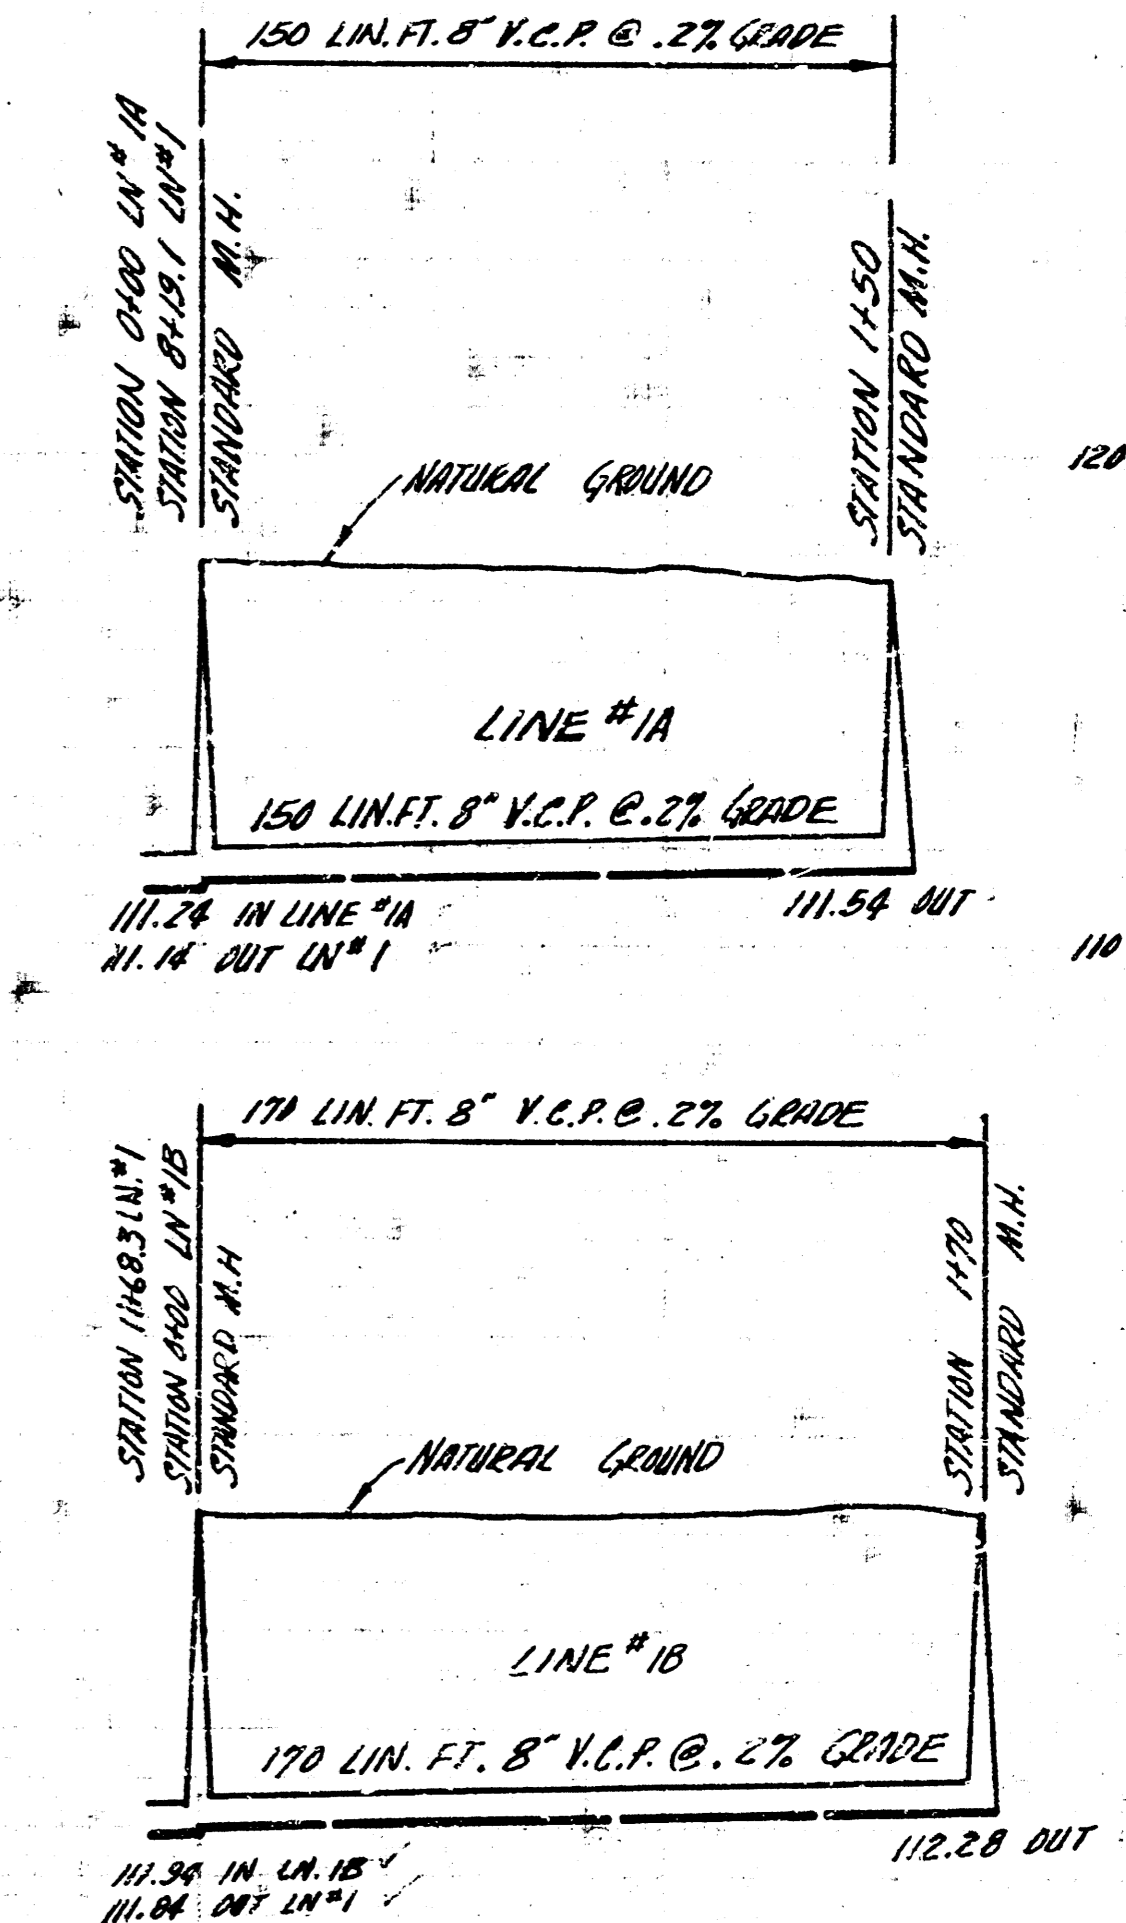 150 LIN. FT. 8" V.C.P. @ .2% GRADE
STATION 0+00 LN# 1A
STATION 8+19.1 LN#1
STANDARD M.H.
STATION 1+50
STANDARD M.H.
120
NATURAL GROUND
LINE #1A
150 LIN.FT. 8" V.C.P. @ .2% GRADE
111.24 IN LINE #1A
111.14 OUT LN#1
111.54 OUT
110
170 LIN. FT. 8" V.C.P. @ .2% GRADE
STATION 11+68.3 LN.#1
STATION 0+00 LN#1B
STANDARD M.H
STATION 1+70
STANDARD M.H.
NATURAL GROUND
LINE #1B
170 LIN. FT. 8" V.C.P. @ .2% GRADE
112.28 OUT
111.94 IN LN. 1B ✓
111.84 OUT LN#1 ✓